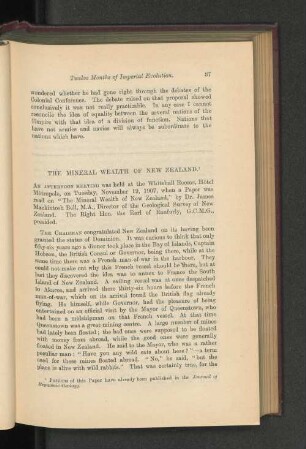 Twelve Months of Imperial Evolution. 87
wondered whether he had gone right through the debates of the
Colonial Conference. The debate raised on that proposal showed
conclusively it was not really practicable. In any case I cannot
reconcile the idea of equality between the several nations of the
Empire with that idea of a division of function. Nations that
have not armies and navies will always be subordinate to the
nations which have.
THE MINERAL WEALTH OF NEW ZEALAND.¹
AN AFTERNOON MEETING was held at the Whitehall Rooms, Hôtel
Métropole, on Tuesday, November 19, 1907, when a Paper was
read on "The Mineral Wealth of New Zealand," by Dr. James
Mackintosh Bell, M.A., Director of the Geological Survey of New
Zealand. The Right Hon. the Earl of Ranfurly, G.C.M.G.,
presided.
The CHAIRMAN congratulated New Zealand on its having been
granted the status of Dominion. It was curious to think that only
fifty-six years ago a dinner took place in the Bay of Islands, Captain
Hobson, the British Consul or Governor, being there, while at the
same time there was a French man-of-war in the harbour. They
could not make out why this French vessel should be there, but at
last they discovered the idea was to annex to France the South
Island of New Zealand. A sailing vessel was at once despatched
to Akaroa, and arrived there thirty-six hours before the French
man-of-war, which on its arrival found the British flag already
flying. He himself, while Governor, had the pleasure of being
entertained on an official visit by the Mayor of Queenstown, who
had been a midshipman on that French vessel. At that time
Queenstown was a great mining centre. A large number of mines
had lately been floated; the bad ones were supposed to be floated
with money from abroad, while the good ones were generally
floated in New Zealand. He said to the Mayor, who was a rather
peculiar man: "Have you any wild cats about here?"—a term
used for those mines floated abroad. "No," he said, "but the
place is alive with wild rabbits." That was certainly true, for the
¹ Portions of this Paper have already been published in the Journal of
Economic Geology.